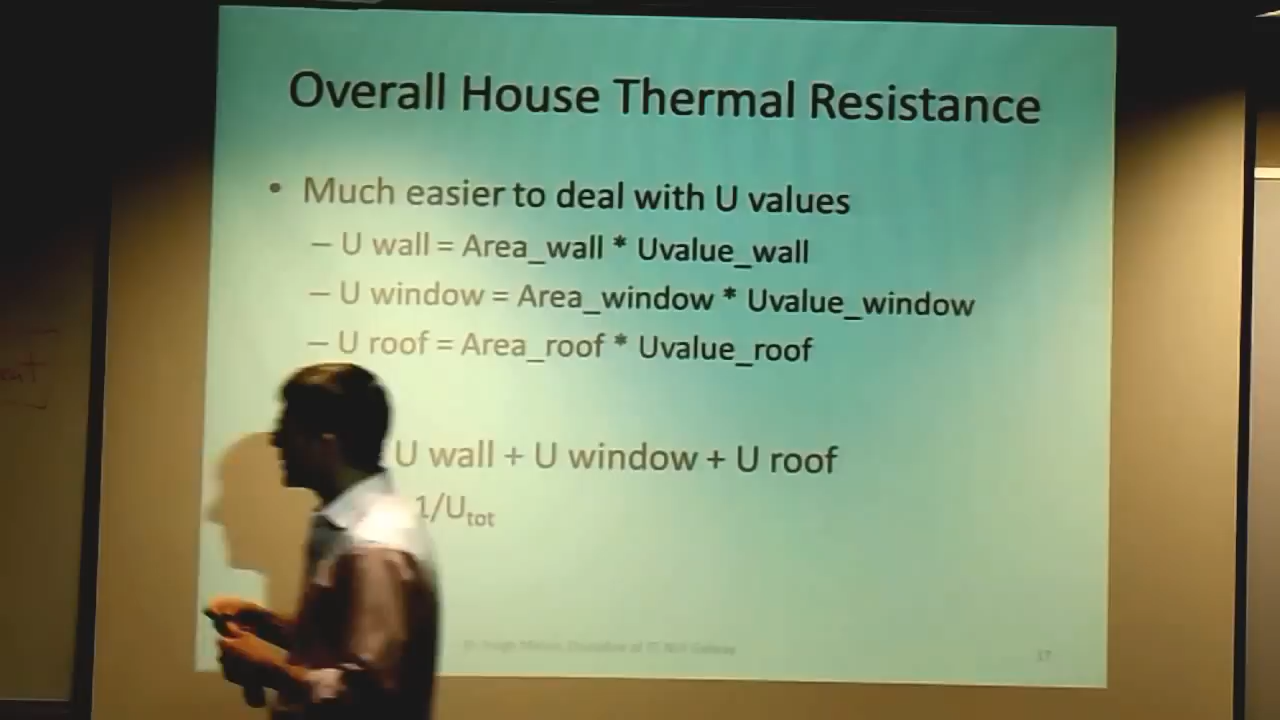 Overall House Thermal Resistance
• Much easier to deal with U values
– U wall = Area_wall * Uvalue_wall
– U window = Area_window * Uvalue_window
– U roof = Area_roof * Uvalue_roof
U wall + U window + U roof
1/Utot
17